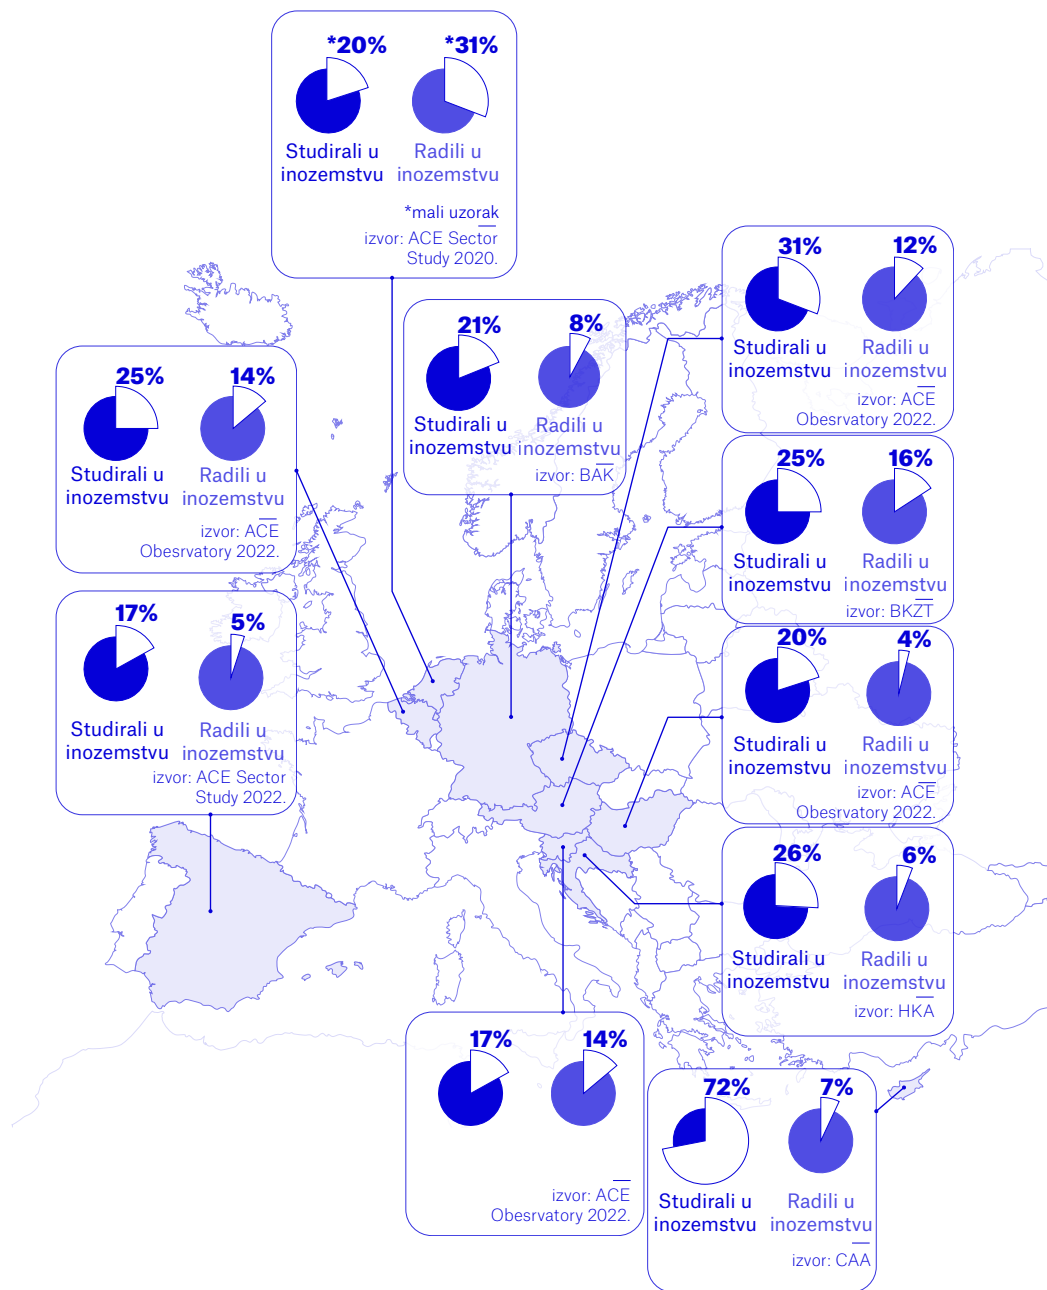 *20%
*31%
Studirali u
inozemstvu
Radili u
inozemstvu
*mali uzorak
izvor: ACE Sector
Study 2020.
31%
12%
Studirali u
inozemstvu
Radili u
inozemstvu
izvor: ACE
Obesrvatory 2022.
21%
8%
Studirali u
inozemstvu
Radili u
inozemstvu
izvor: BAK
25%
14%
Studirali u
inozemstvu
Radili u
inozemstvu
izvor: ACE
Obesrvatory 2022.
25%
16%
Studirali u
inozemstvu
Radili u
inozemstvu
izvor: BKZT
17%
5%
Studirali u
inozemstvu
Radili u
inozemstvu
izvor: ACE Sector
Study 2022.
20%
4%
Studirali u
inozemstvu
Radili u
inozemstvu
izvor: ACE
Obesrvatory 2022.
26%
6%
Studirali u
inozemstvu
Radili u
inozemstvu
izvor: HKA
17%
14%
izvor: ACE
Obesrvatory 2022.
72%
7%
Studirali u
inozemstvu
Radili u
inozemstvu
izvor: CAA